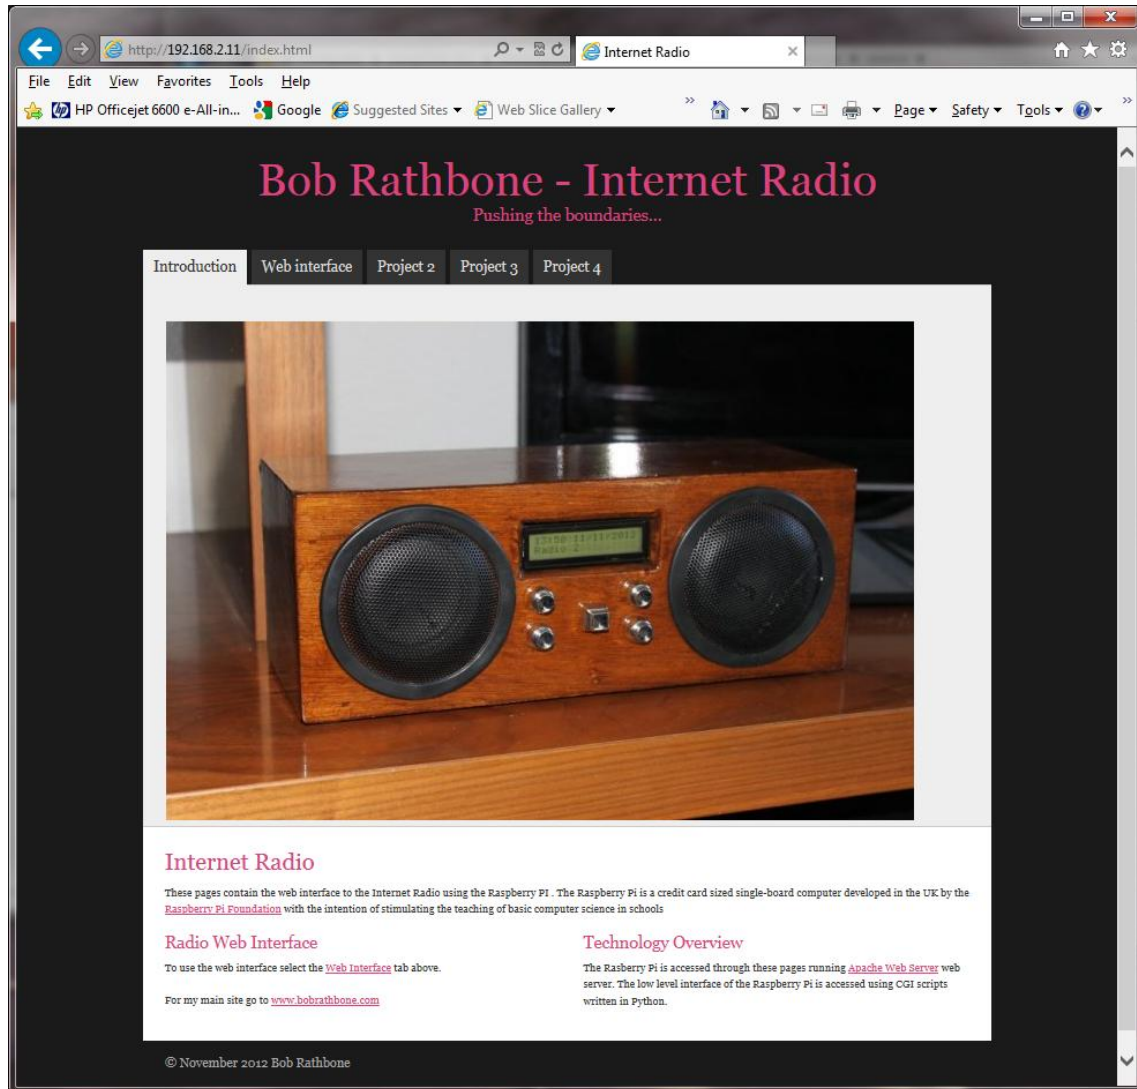 http://192.168.2.11/index.html
Internet Radio
File Edit View Favorites Tools Help
HP Officejet 6600 e-All-in... Google Suggested Sites Web Slice Gallery Page Safety Tools
Bob Rathbone - Internet Radio
Pushing the boundaries...
Introduction Web interface Project 2 Project 3 Project 4
11/11/2012
Radio 2
Internet Radio
These pages contain the web interface to the Internet Radio using the Raspberry PI . The Raspberry Pi is a credit card sized single-board computer developed in the UK by the
Raspberry Pi Foundation with the intention of stimulating the teaching of basic computer science in schools
Radio Web Interface
To use the web interface select the Web Interface tab above.
For my main site go to www.bobrathbone.com
Technology Overview
The Rasberry Pi is accessed through these pages running Apache Web Server web
server. The low level interface of the Raspberry Pi is accessed using CGI scripts
written in Python.
© November 2012 Bob Rathbone